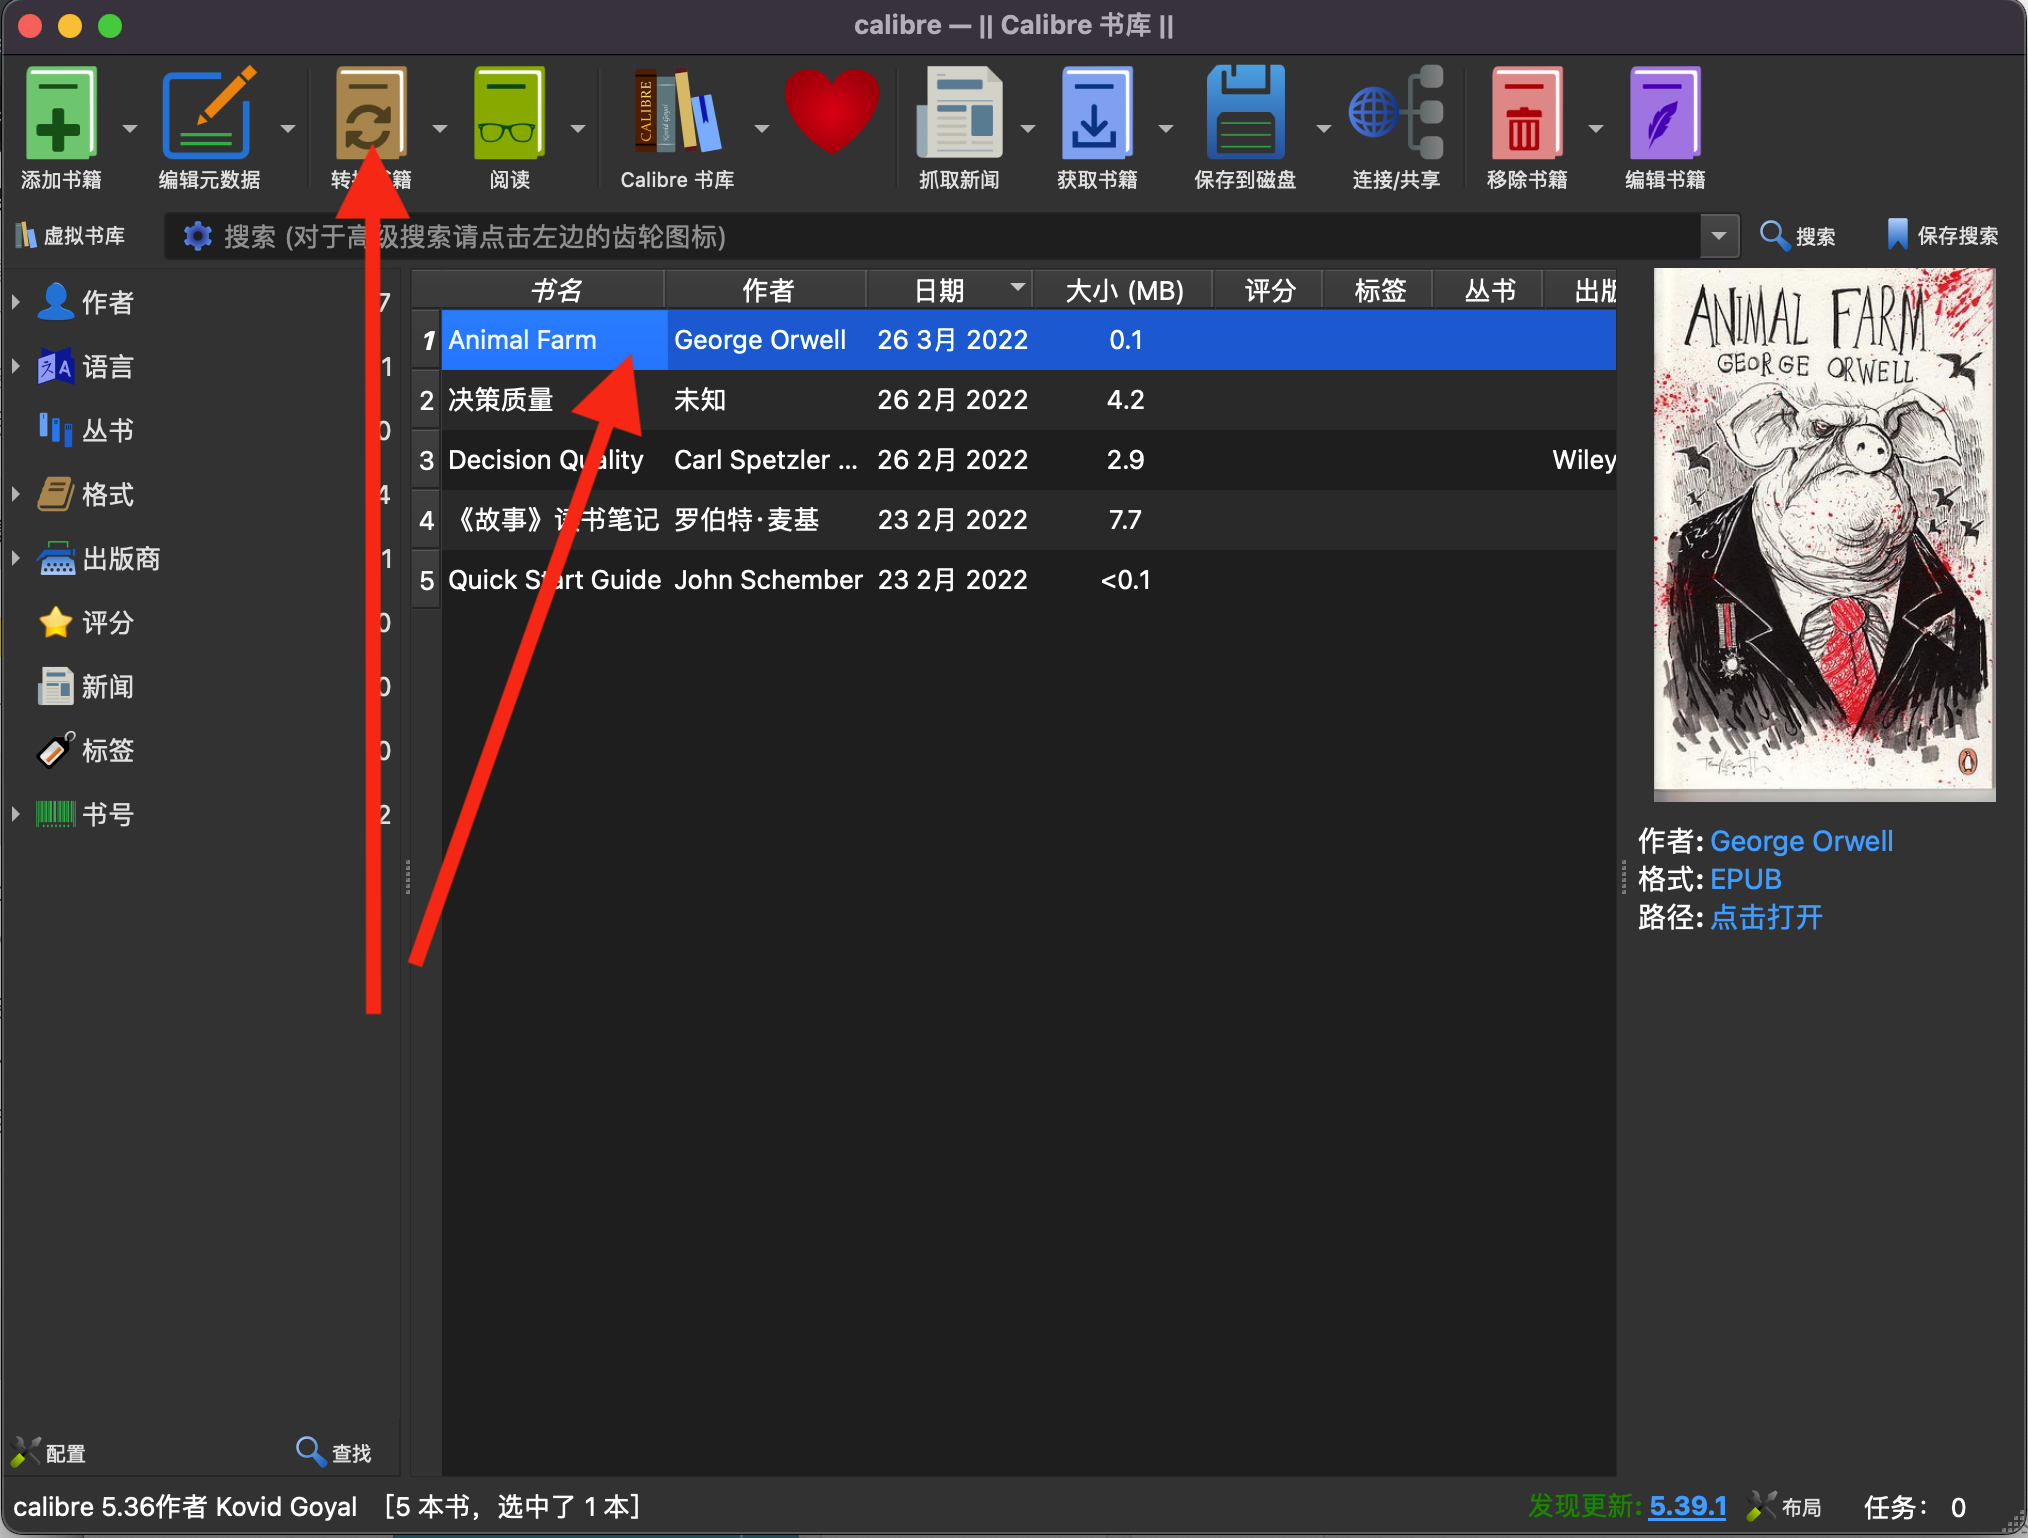 calibre — || Calibre 书库 ||
添加书籍
编辑元数据
转换书籍
阅读
CALIBRE
Kovid Goyal
Calibre 书库
抓取新闻
获取书籍
保存到磁盘
连接/共享
移除书籍
编辑书籍
虚拟书库
搜索 (对于高级搜索请点击左边的齿轮图标)
搜索
保存搜索
作者 7
语言 1
丛书 0
格式 4
出版商 1
评分 0
新闻 0
标签 0
书号 2
书名 作者 日期 大小 (MB) 评分 标签 丛书 出版
1 Animal Farm George Orwell 26 3月 2022 0.1
2 决策质量 未知 26 2月 2022 4.2
3 Decision Quality Carl Spetzler ... 26 2月 2022 2.9 Wiley
4 《故事》读书笔记 罗伯特·麦基 23 2月 2022 7.7
5 Quick Start Guide John Schember 23 2月 2022 <0.1
ANIMAL FARM
GEORGE ORWELL.
作者: George Orwell
格式: EPUB
路径: 点击打开
配置
查找
calibre 5.36作者 Kovid Goyal [5 本书，选中了 1 本]
发现更新: 5.39.1
布局
任务： 0